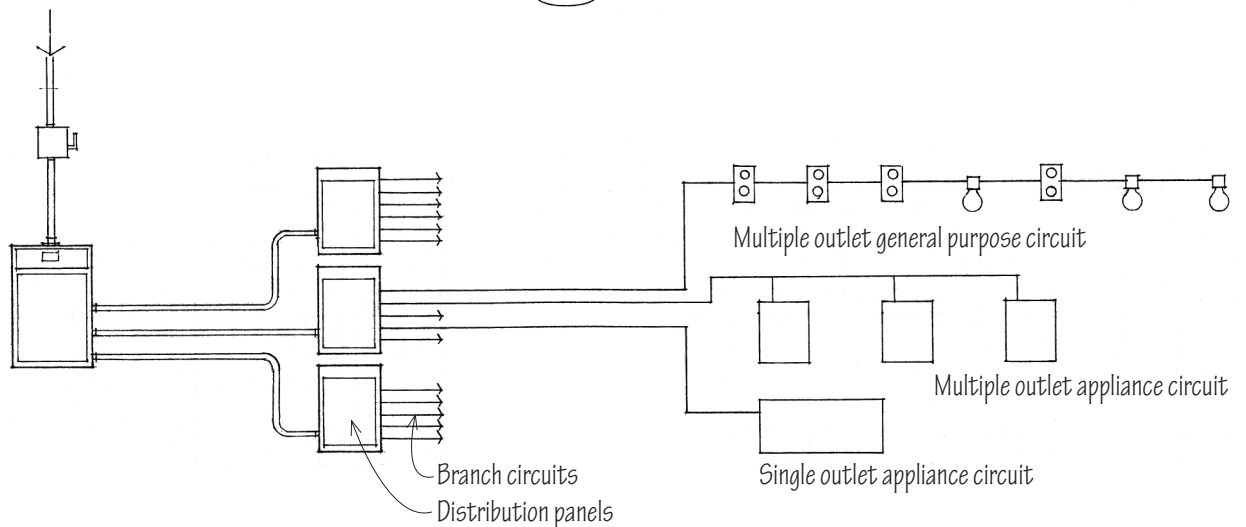 Multiple outlet general purpose circuit
Multiple outlet appliance circuit
Single outlet appliance circuit
Branch circuits
Distribution panels